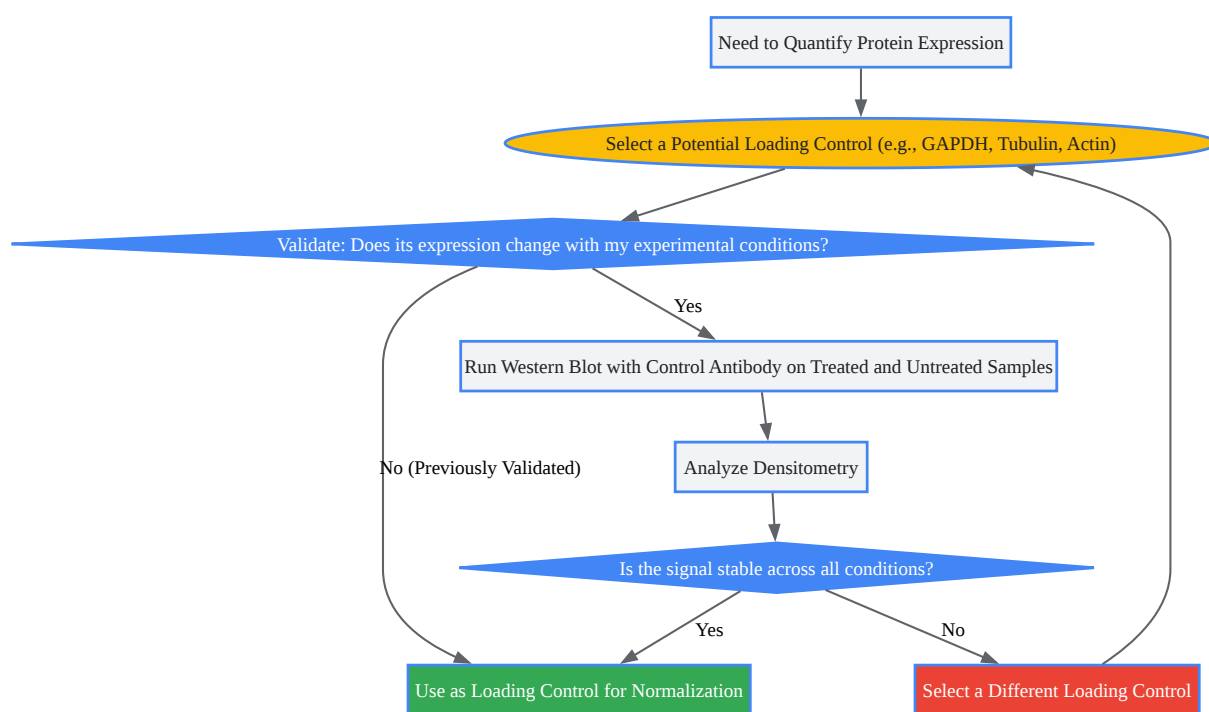 Need to Quantify Protein Expression
Select a Potential Loading Control (e.g., GAPDH, Tubulin, Actin)
Validate: Does its expression change with my experimental conditions?
Yes
Run Western Blot with Control Antibody on Treated and Untreated Samples
No (Previously Validated)
Analyze Densitometry
Is the signal stable across all conditions?
Yes
No
Use as Loading Control for Normalization
Select a Different Loading Control